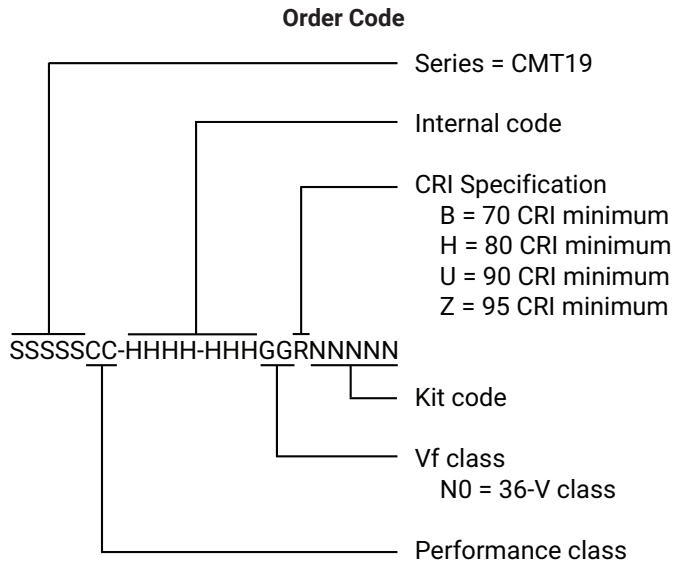 Order Code
Series = CMT19
Internal code
CRI Specification
B = 70 CRI minimum
H = 80 CRI minimum
U = 90 CRI minimum
Z = 95 CRI minimum
SSSSSCC-HHHH-HHHGGRNNNNN
Kit code
Vf class
N0 = 36-V class
Performance class